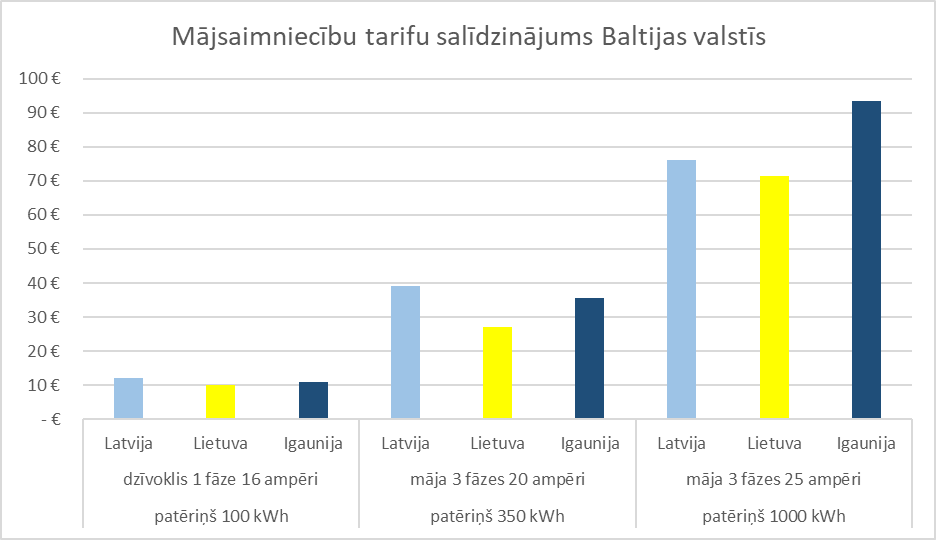 Mājsaimniecību tarifu salīdzinājums Baltijas valstīs
100 €
90 €
80 €
70 €
60 €
50 €
40 €
30 €
20 €
10 €
- €
Latvija Lietuva Igaunija Latvija Lietuva Igaunija Latvija Lietuva Igaunija
dzīvoklis 1 fāze 16 ampēri māja 3 fāzes 20 ampēri māja 3 fāzes 25 ampēri
patēriņš 100 kWh patēriņš 350 kWh patēriņš 1000 kWh